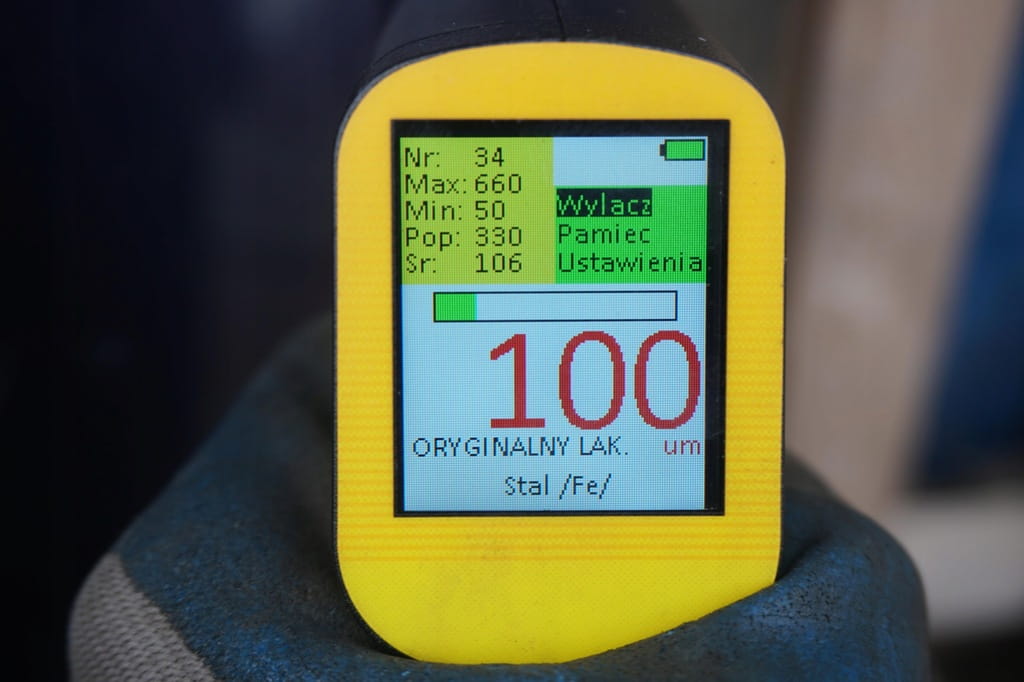 Nr: 34
Max: 660
Min: 50
Pop: 330
Sr: 106
Wylacz
Pamiec
Ustawienia
100
ORYGINALNY LAK. um
Stal /Fe/